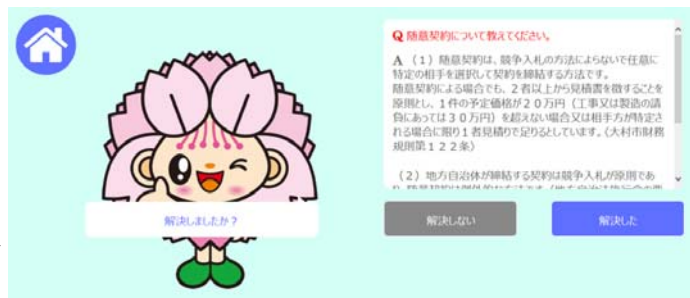 Q 随意契約について教えてください。
A （1）随意契約は、競争入札の方法によらないで任意に
特定の相手を選択して契約を締結する方法です。
随意契約による場合でも、2者以上から見積書を徴することを
原則とし、1件の予定価格が20万円（工事又は製造の請
負にあっては30万円）を超えない場合又は相手方が特定さ
れる場合に限り1者見積りで足りるとしています。（大村市財務
規則第122条）
（2）地方自治体が締結する契約は競争入札が原則であ
解決しましたか？
解決しない
解決した